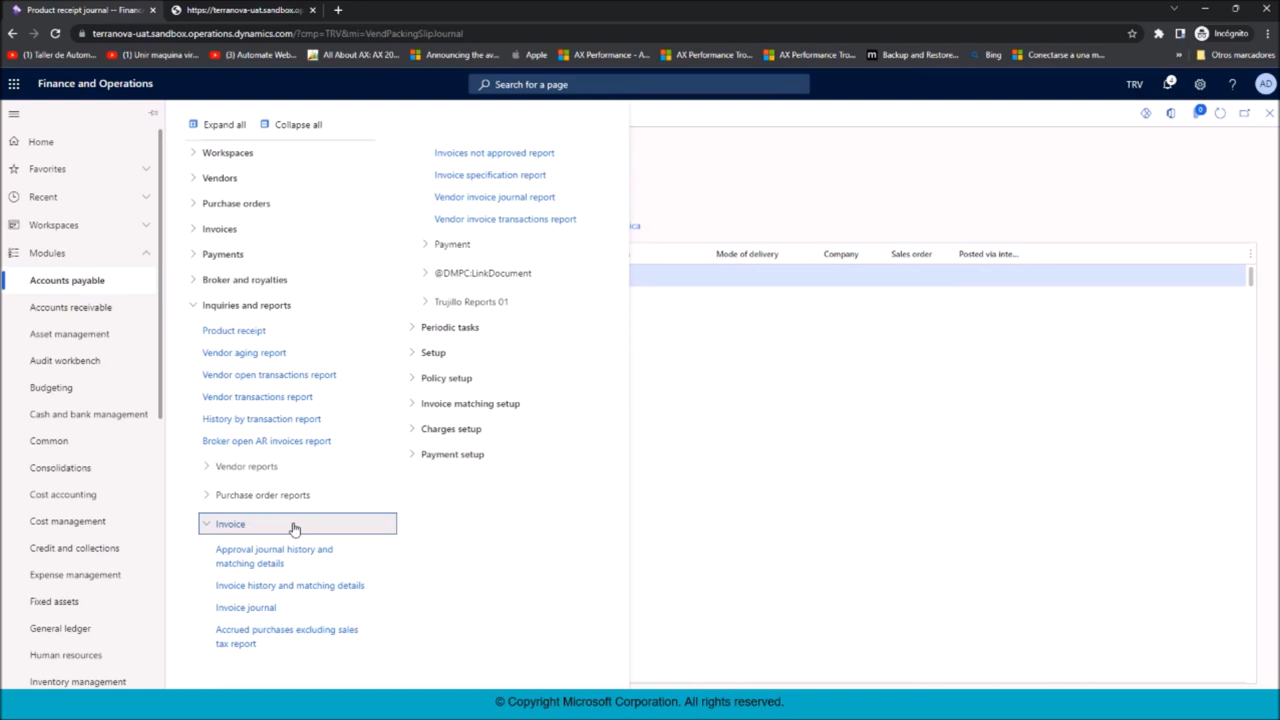 Product receipt journal -- Financ
https://terranova-uat.sandbox.op
terranova-uat.sandbox.operations.dynamics.com/?cmp=TRV&mi=VendPackingSlipJournal
Incógnito
(1) Taller de Autom...
(1) Unir maquina vir...
(3) Automate Web...
All About AX: AX 20...
Announcing the av...
Apple
AX Performance - A...
AX Performance Tro...
AX Performance Tro...
Backup and Restore...
Bing
Conectarse a una m...
»
Otros marcadores
Finance and Operations
Search for a page
TRV
4
?
AD
Expand all
Collapse all
0
Home
Favorites
Recent
Workspaces
Modules
Accounts payable
Accounts receivable
Asset management
Audit workbench
Budgeting
Cash and bank management
Common
Consolidations
Cost accounting
Cost management
Credit and collections
Expense management
Fixed assets
General ledger
Human resources
Inventory management
Workspaces
Vendors
Purchase orders
Invoices
Payments
Broker and royalties
Inquiries and reports
Product receipt
Vendor aging report
Vendor open transactions report
Vendor transactions report
History by transaction report
Broker open AR invoices report
Vendor reports
Purchase order reports
Invoice
Approval journal history and
matching details
Invoice history and matching details
Invoice journal
Accrued purchases excluding sales
tax report
Invoices not approved report
Invoice specification report
Vendor invoice journal report
Vendor invoice transactions report
Payment
@DMPC:LinkDocument
Trujillo Reports 01
Periodic tasks
Setup
Policy setup
Invoice matching setup
Charges setup
Payment setup
ica
Mode of delivery
Company
Sales order
Posted via inte...
© Copyright Microsoft Corporation. All rights reserved.